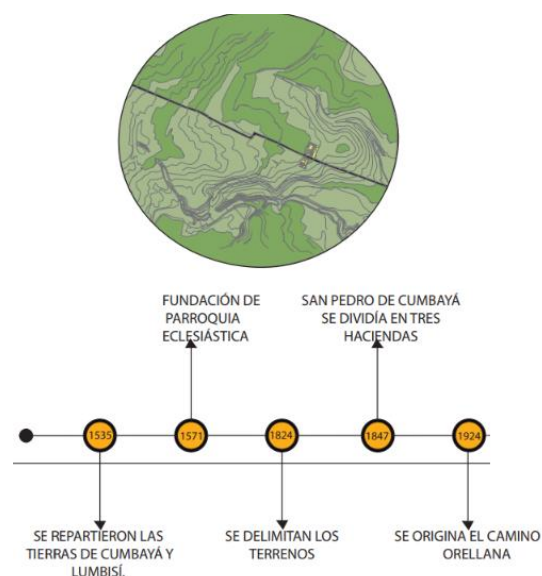 FUNDACIÓN DE
PARROQUIA
ECLESIÁSTICA
SAN PEDRO DE CUMBAYÁ
SE DIVIDÍA EN TRES
HACIENDAS
1535
1571
1824
1847
1924
SE REPARTIERON LAS
TIERRAS DE CUMBAYÁ Y
LUMBISÍ.
SE DELIMITAN LOS
TERRENOS
SE ORIGINA EL CAMINO
ORELLANA